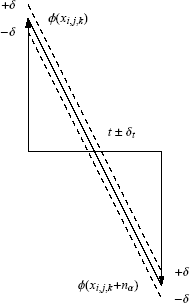 +δ
ϕ(x_{i,j,k})
−δ
t ± δ_t
+δ
ϕ(x_{i,j,k}+n_α)
−δ